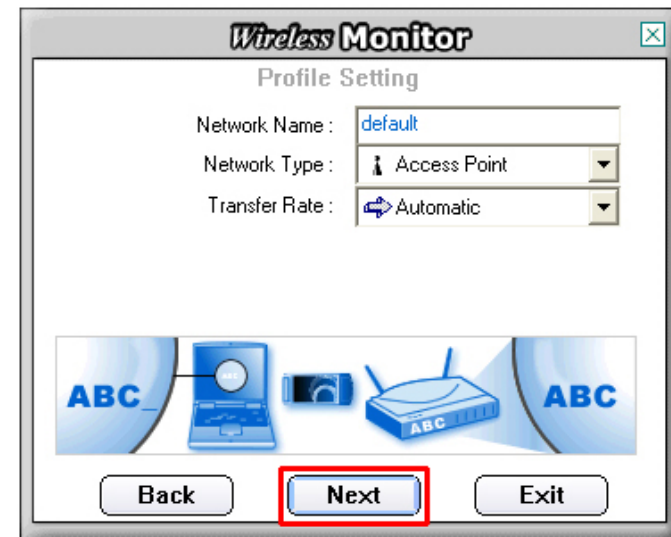 Wireless Monitor
Profile Setting
Network Name : default
Network Type : Access Point
Transfer Rate : Automatic
ABC_ ABC ABC ABC
Back Next Exit